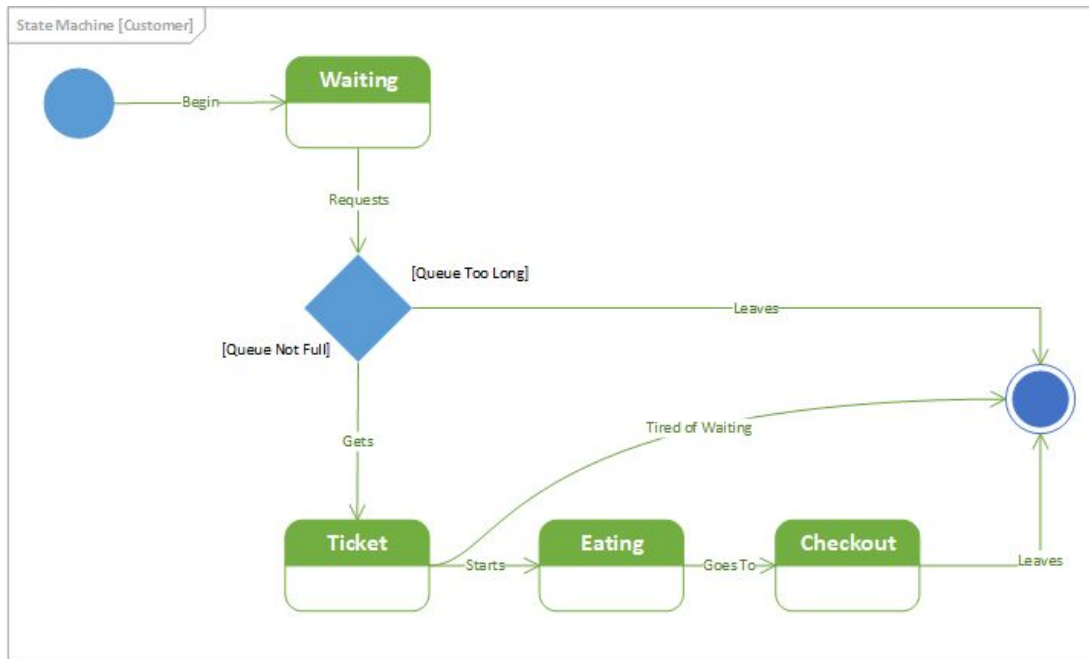 State Machine [Customer]
Waiting
Begin
Requests
[Queue Too Long]
Leaves
[Queue Not Full]
Tired of Waiting
Gets
Ticket
Eating
Checkout
Starts
Goes To
Leaves